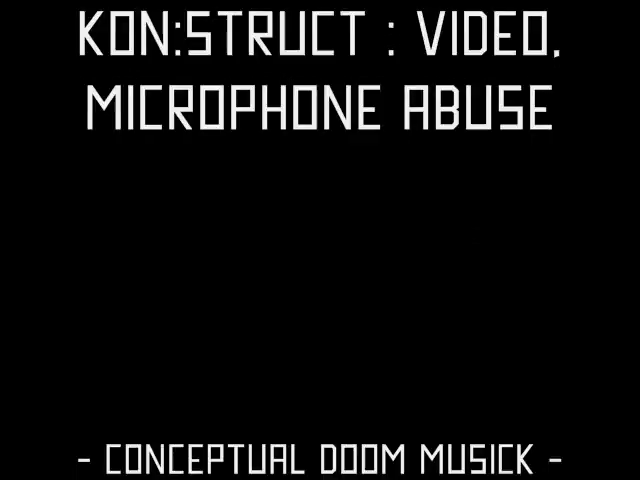 KON:STRUCT : VIDEO,
MICROPHONE ABUSE
- CONCEPTUAL DOOM MUSICK -